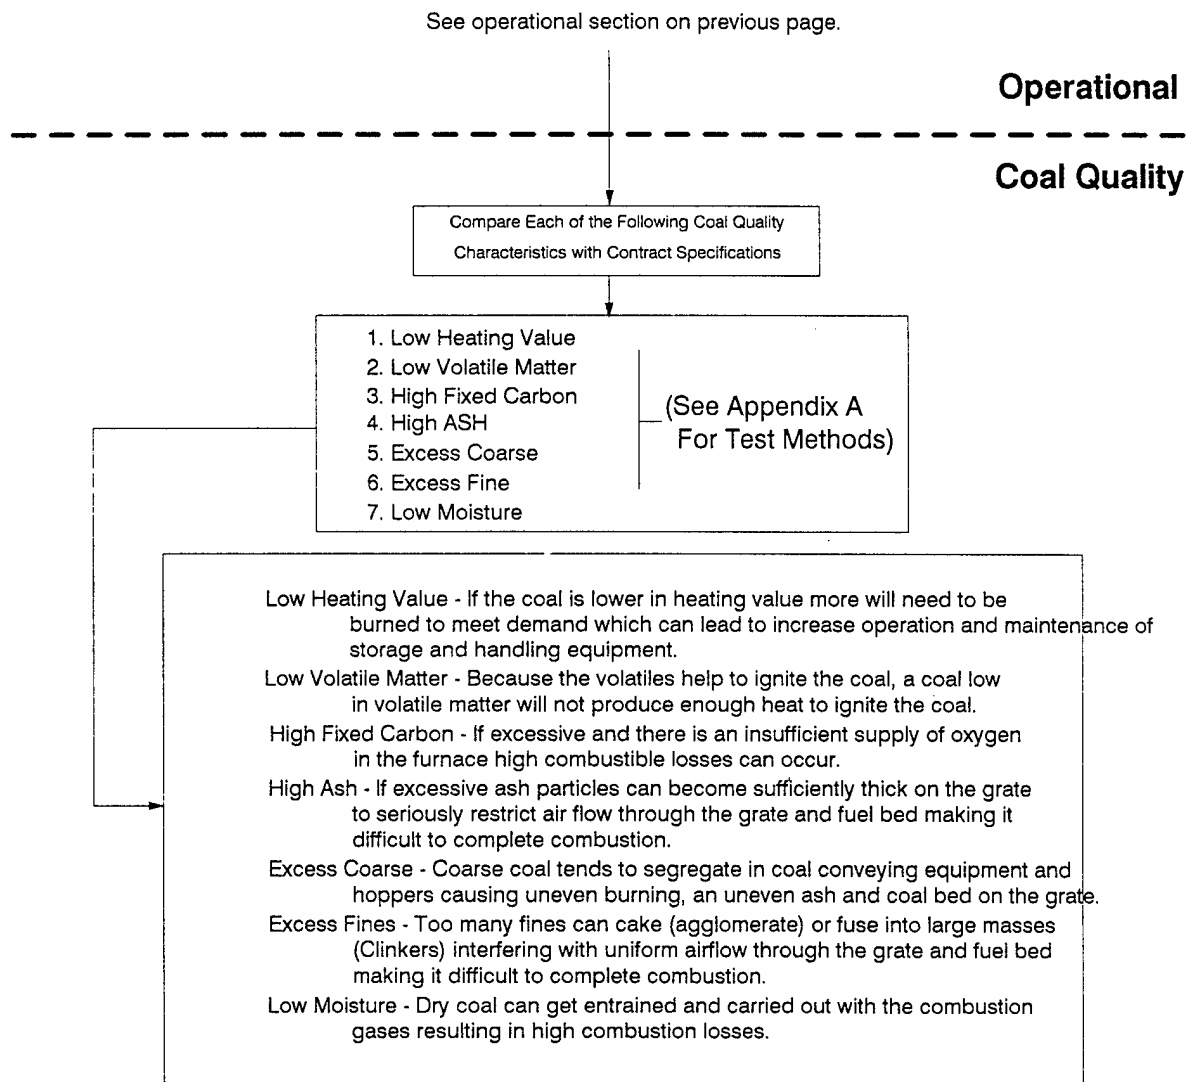 See operational section on previous page.
Operational
Coal Quality
Compare Each of the Following Coal Quality
Characteristics with Contract Specifications
1. Low Heating Value
2. Low Volatile Matter
3. High Fixed Carbon
4. High ASH
5. Excess Coarse
6. Excess Fine
7. Low Moisture
(See Appendix A
For Test Methods)
Low Heating Value - If the coal is lower in heating value more will need to be
burned to meet demand which can lead to increase operation and maintenance of
storage and handling equipment.
Low Volatile Matter - Because the volatiles help to ignite the coal, a coal low
in volatile matter will not produce enough heat to ignite the coal.
High Fixed Carbon - If excessive and there is an insufficient supply of oxygen
in the furnace high combustible losses can occur.
High Ash - If excessive ash particles can become sufficiently thick on the grate
to seriously restrict air flow through the grate and fuel bed making it
difficult to complete combustion.
Excess Coarse - Coarse coal tends to segregate in coal conveying equipment and
hoppers causing uneven burning, an uneven ash and coal bed on the grate.
Excess Fines - Too many fines can cake (agglomerate) or fuse into large masses
(Clinkers) interfering with uniform airflow through the grate and fuel bed
making it difficult to complete combustion.
Low Moisture - Dry coal can get entrained and carried out with the combustion
gases resulting in high combustion losses.